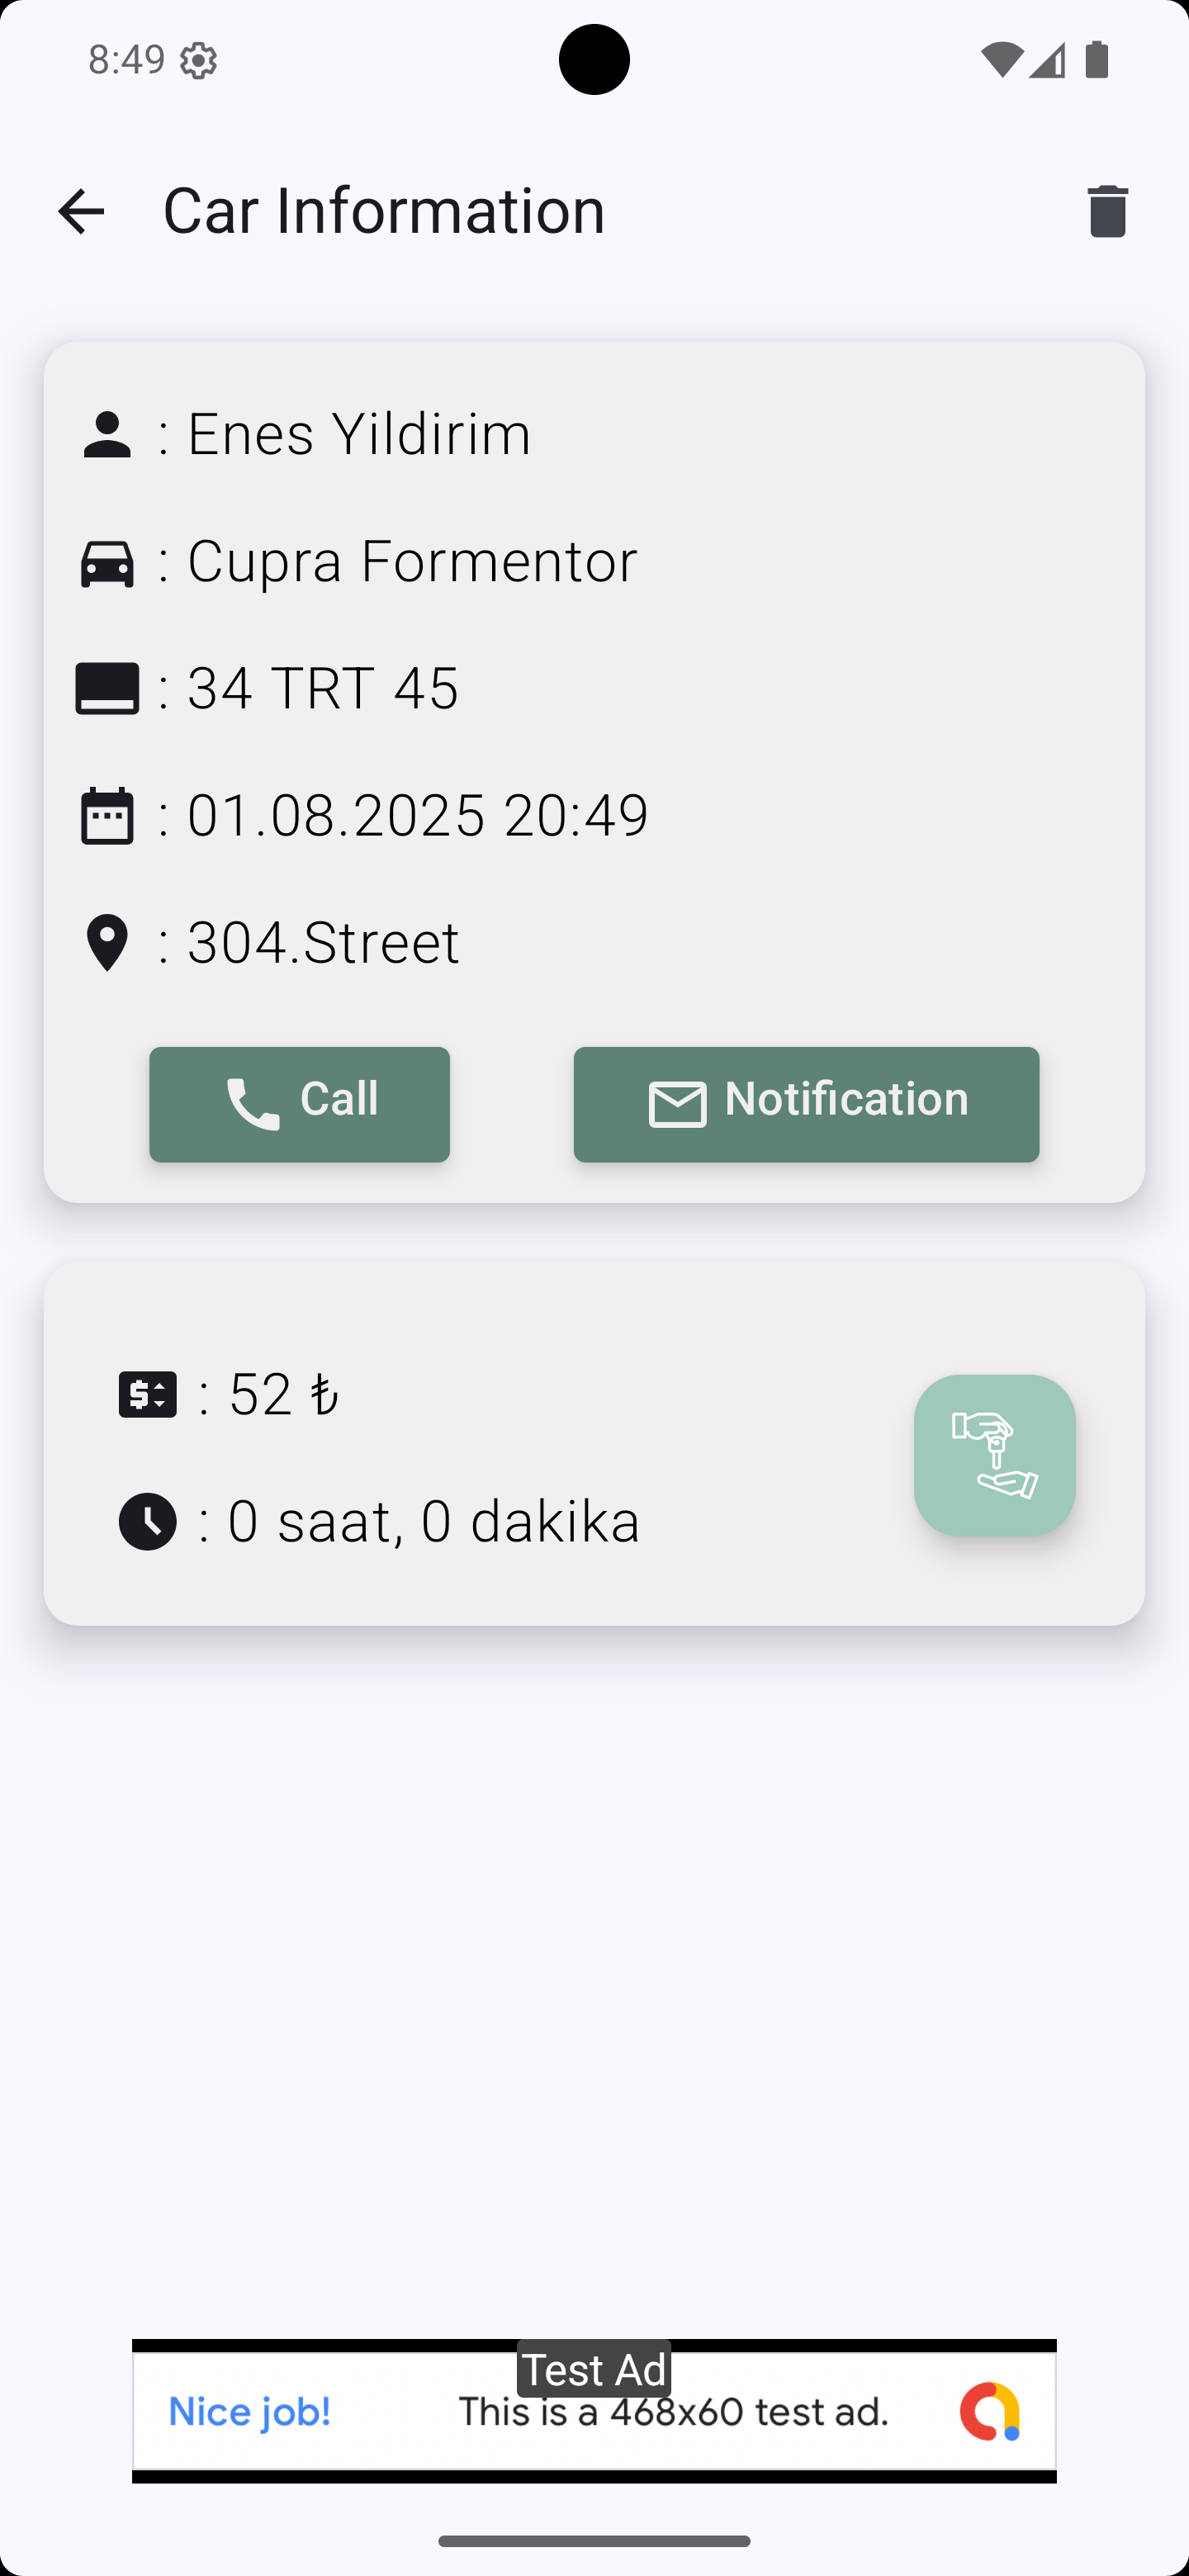 8:49
Car Information
: Enes Yildirim
: Cupra Formentor
: 34 TRT 45
: 01.08.2025 20:49
: 304.Street
Call
Notification
: 52 ₺
: 0 saat, 0 dakika
Test Ad
Nice job!
This is a 468x60 test ad.